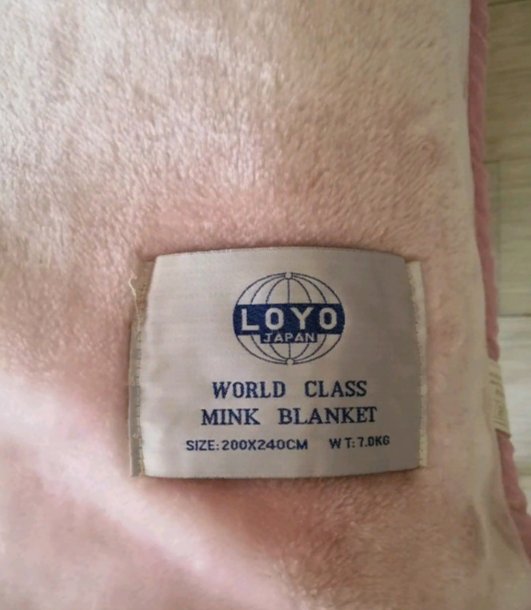 LOYO
JAPAN
WORLD CLASS
MINK BLANKET
SIZE: 200X240CM WT: 7.0KG